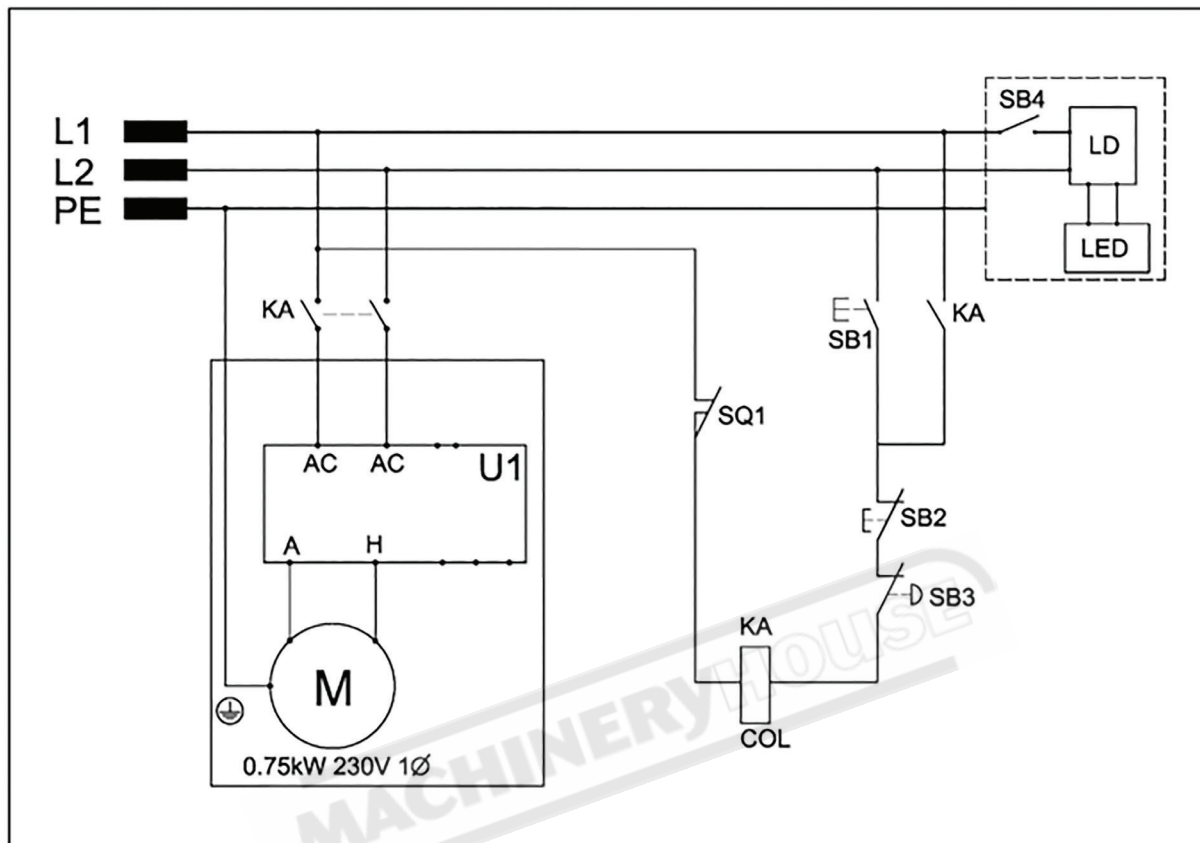 SB4
L1
LD
L2
PE
LED
KA
KA
SB1
SQ1
AC AC U1
SB2
A H
SB3
KA
M
COL
0.75kW 230V 1Ø
MACHINERYHOUSE